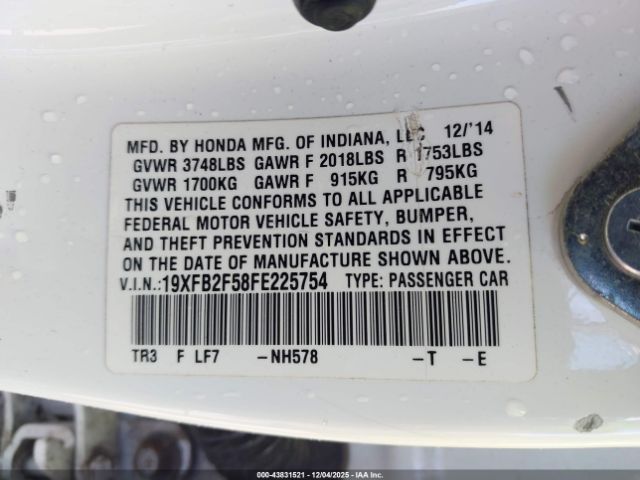 MFD. BY HONDA MFG. OF INDIANA, LLC 12/'14
GVWR 3748LBS GAWR F 2018LBS R 1753LBS
GVWR 1700KG GAWR F 915KG R 795KG
THIS VEHICLE CONFORMS TO ALL APPLICABLE
FEDERAL MOTOR VEHICLE SAFETY, BUMPER,
AND THEFT PREVENTION STANDARDS IN EFFECT
ON THE DATE OF MANUFACTURE SHOWN ABOVE.
V.I.N.:19XFB2F58FE225754 TYPE: PASSENGER CAR
TR3 F LF7 -NH578 -T -E
000-43831521 - 12/04/2025 - IAA, Inc.